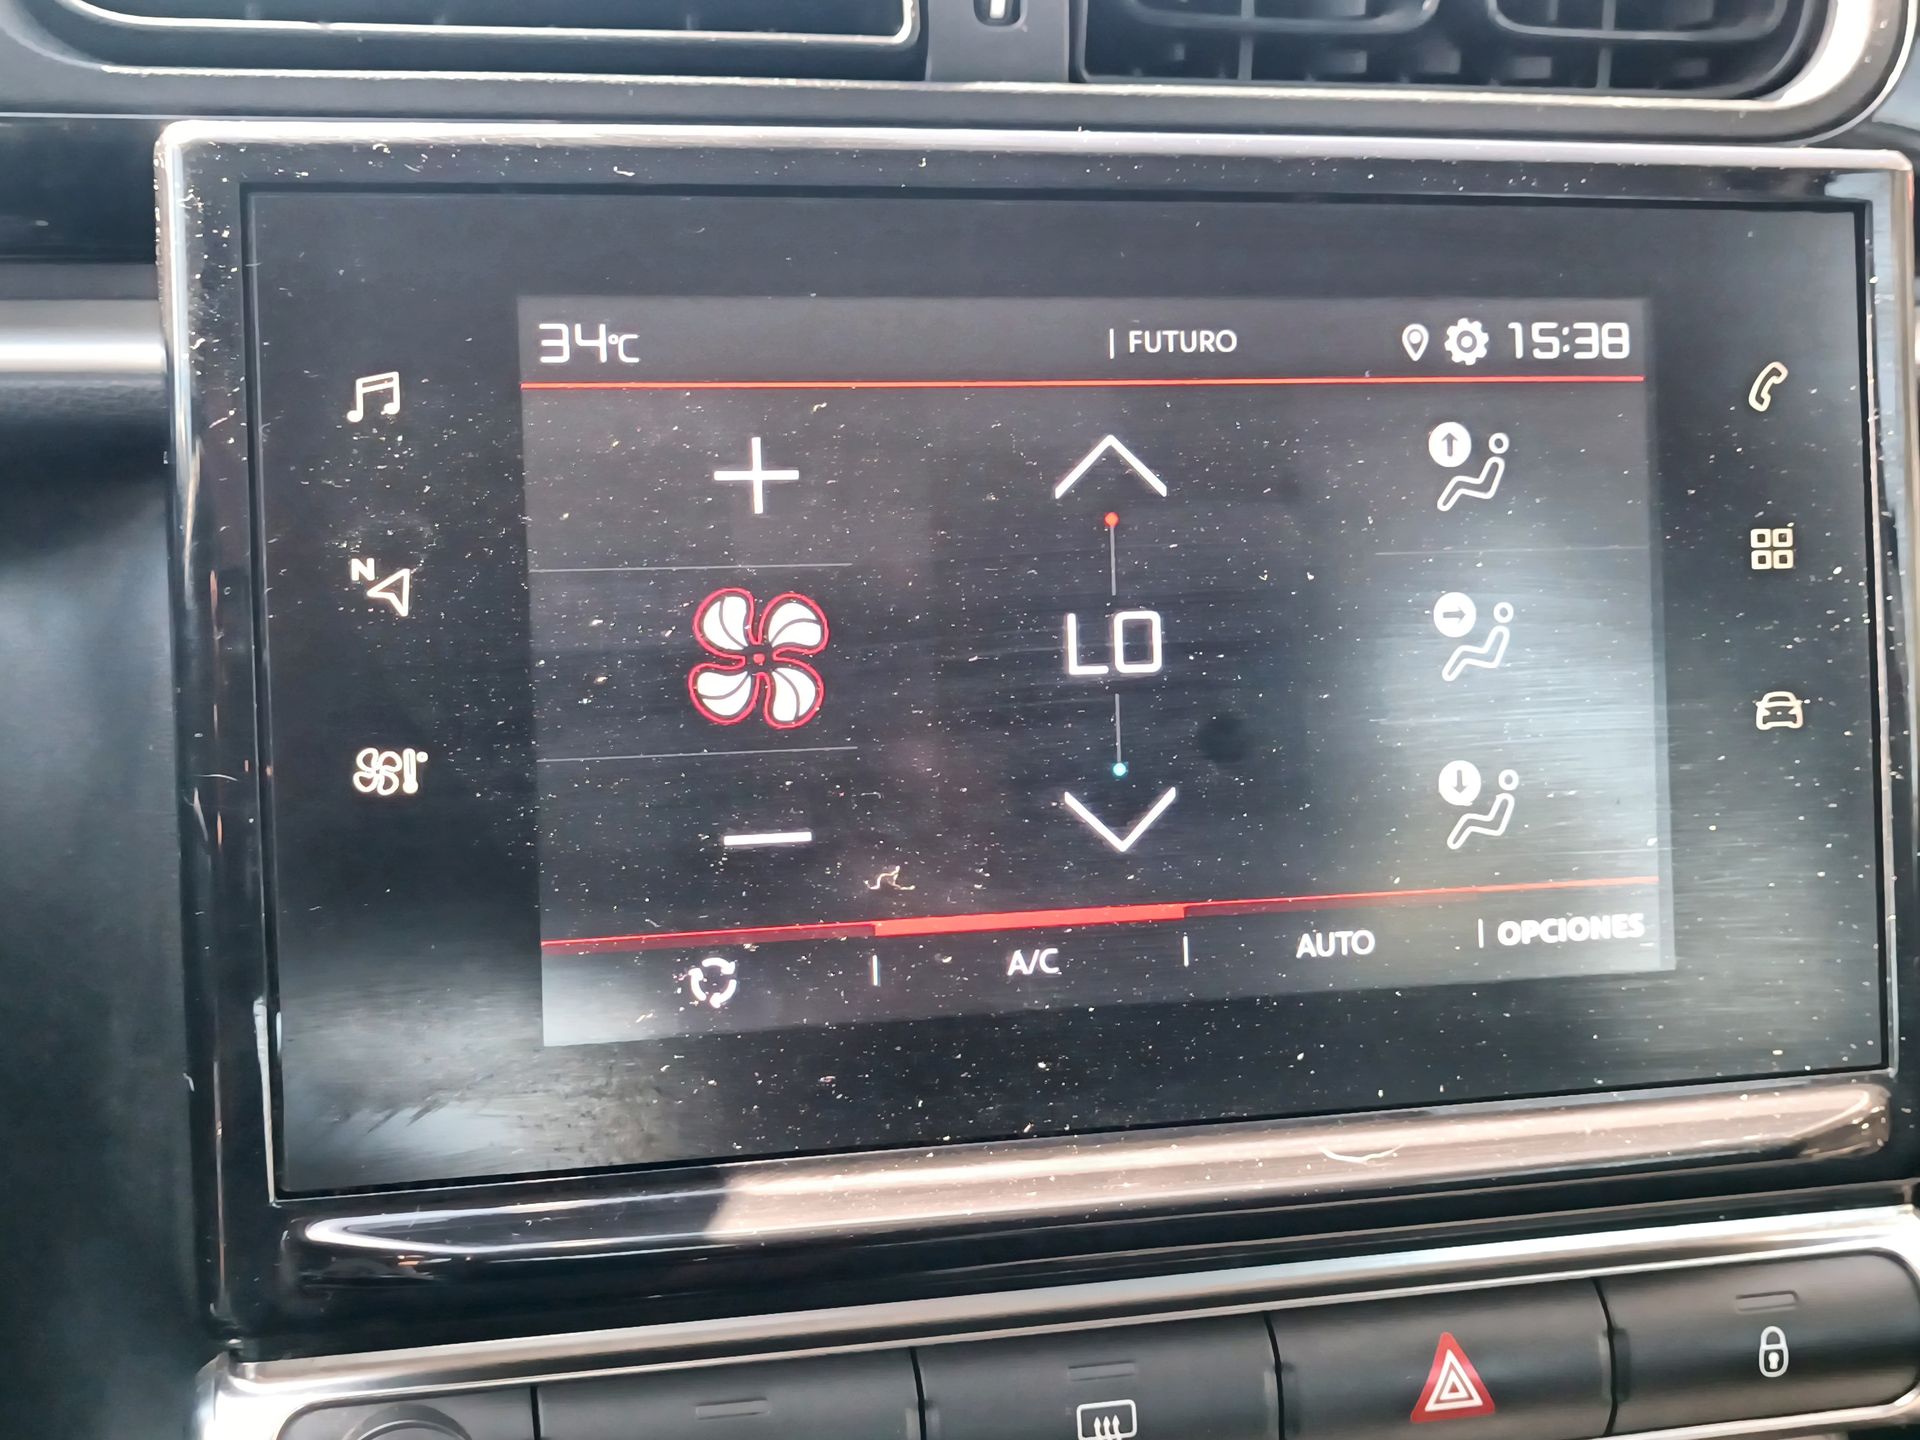 34°C | FUTURO 15:38
N
LO
A/C | AUTO | OPCIONES